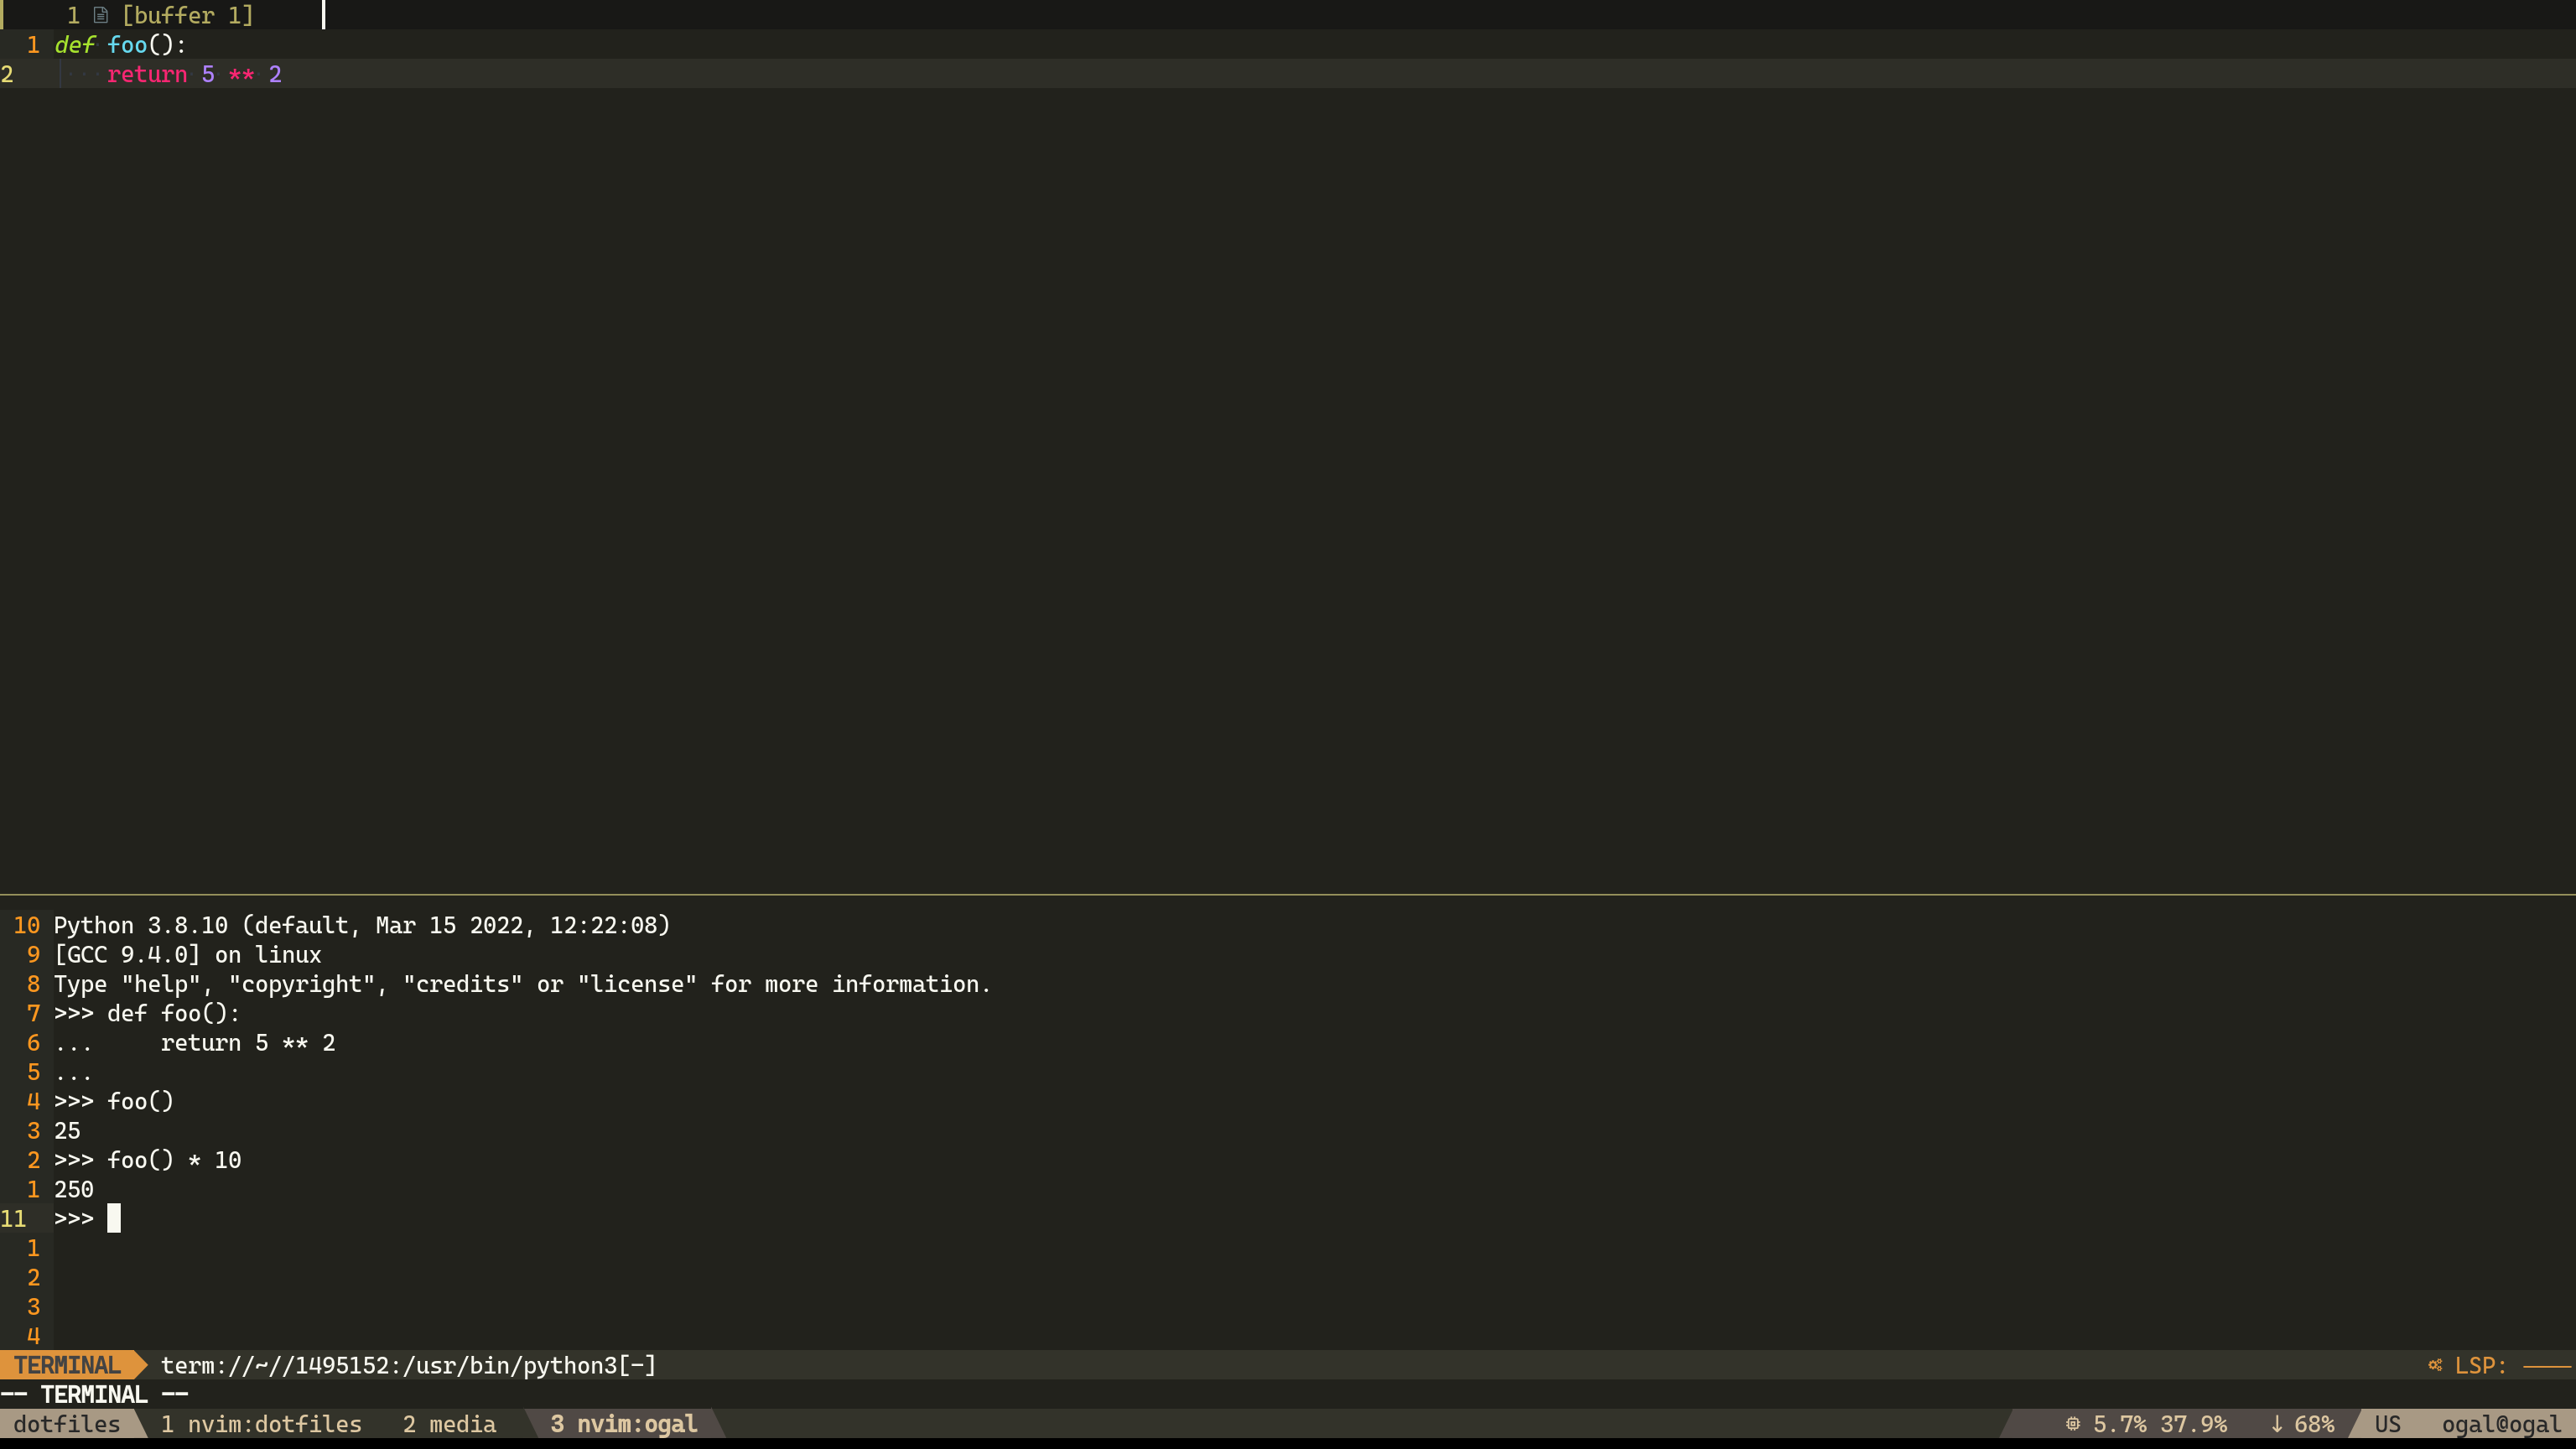 1 [buffer 1]
1 def foo():
2 return 5 ** 2
10 Python 3.8.10 (default, Mar 15 2022, 12:22:08)
9 [GCC 9.4.0] on linux
8 Type "help", "copyright", "credits" or "license" for more information.
7 >>> def foo():
6 ...     return 5 ** 2
5 ...
4 >>> foo()
3 25
2 >>> foo() * 10
1 250
11 >>>
1
2
3
4
TERMINAL term://~//1495152:/usr/bin/python3[-] LSP: ——
-- TERMINAL --
dotfiles 1 nvim:dotfiles 2 media 3 nvim:ogal 5.7% 37.9% ↓ 68% US ogal@ogal